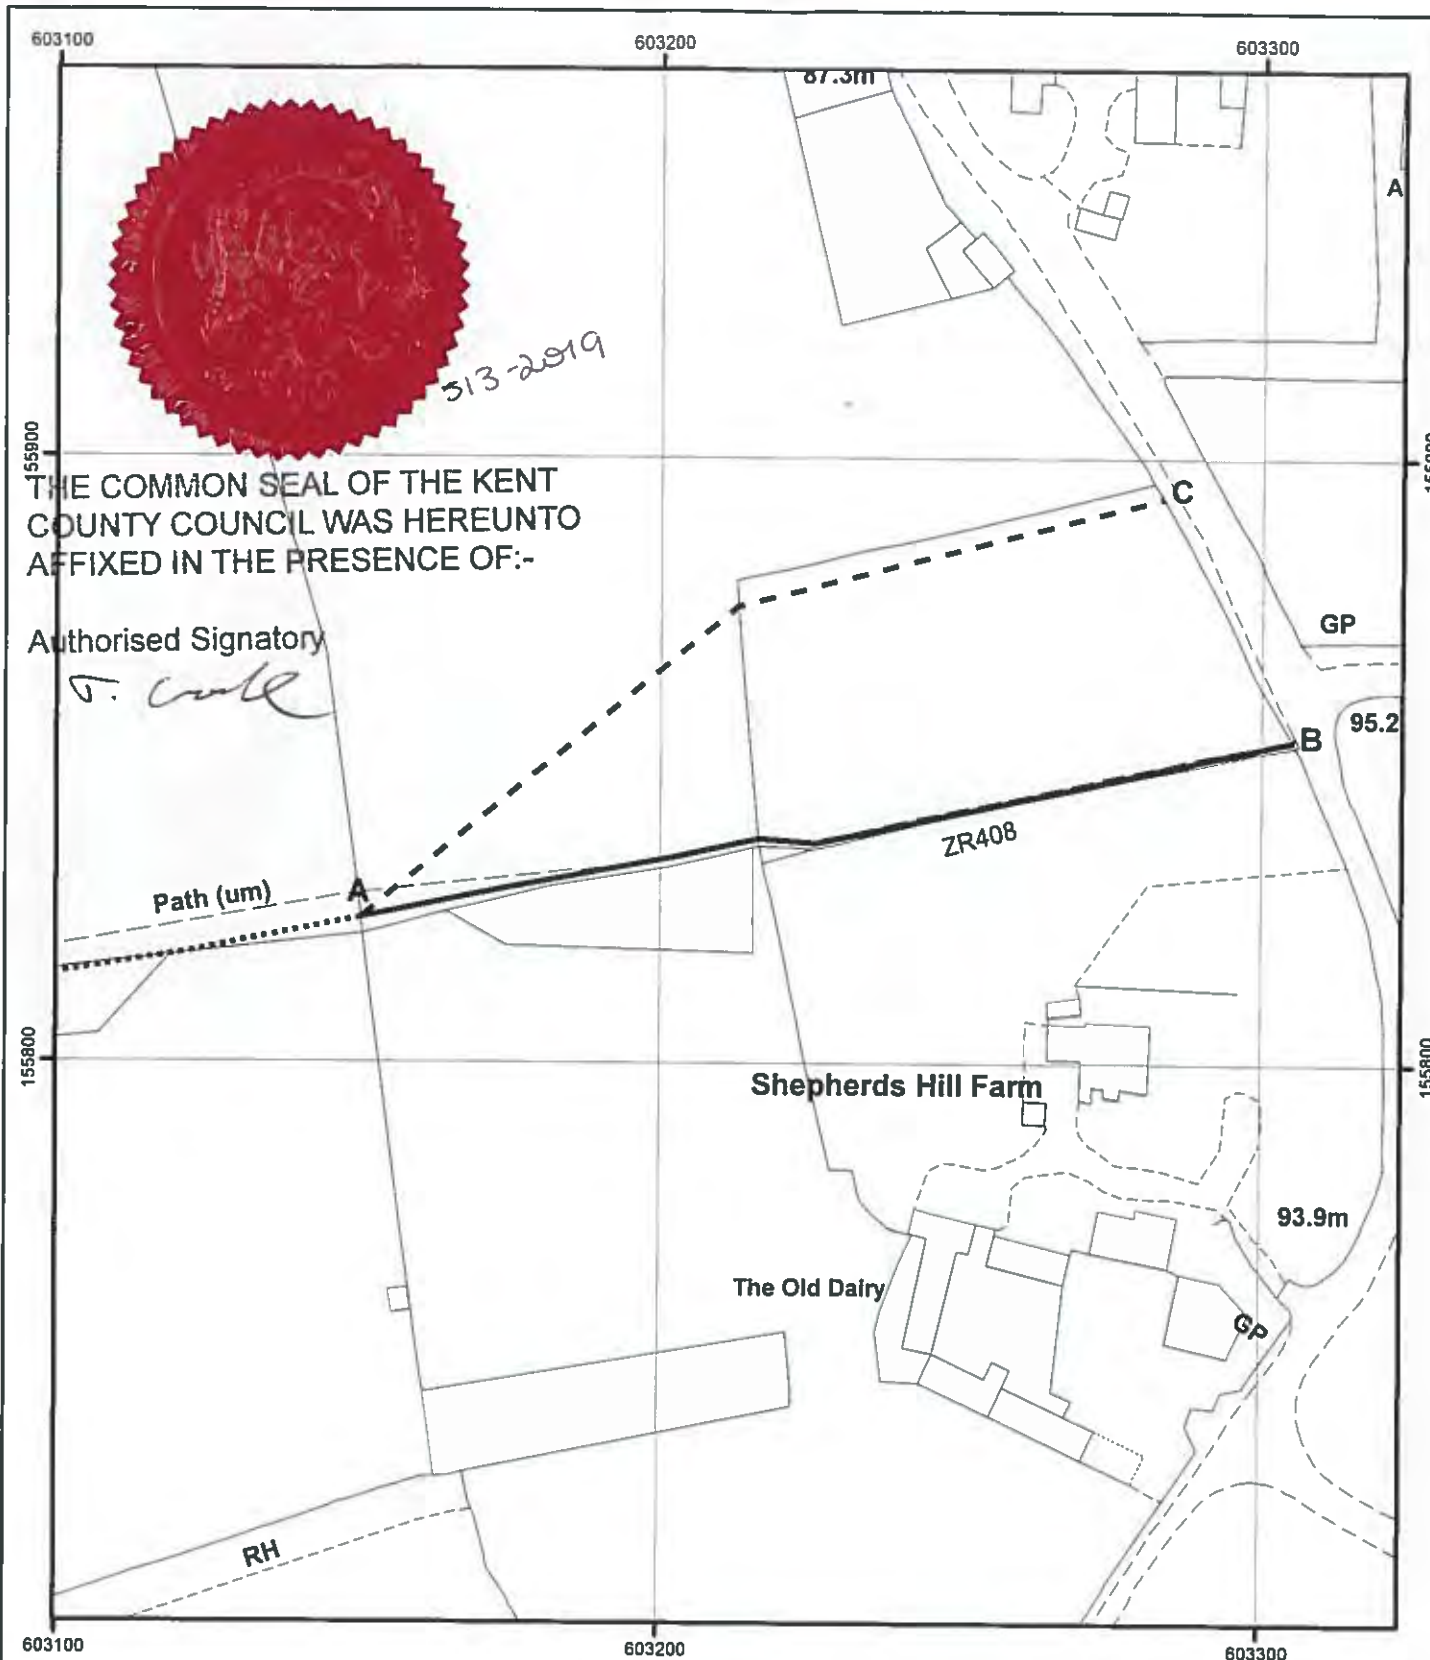 603100
603200
603300
87.3m
A
313-2019
155900
THE COMMON SEAL OF THE KENT
COUNTY COUNCIL WAS HEREUNTO
AFFIXED IN THE PRESENCE OF:-
C
Authorised Signatory
GP
95.2
B
ZR408
A
Path (um)
155800
155800
Shepherds Hill Farm
93.9m
The Old Dairy
GP
RH
603100
603200
603300